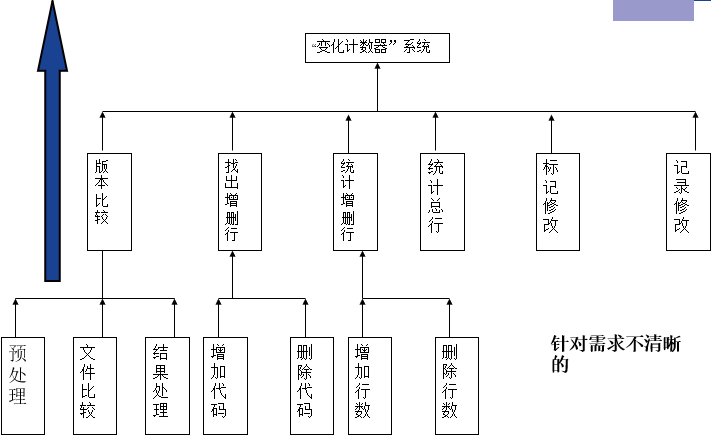 “变化计数器”系统
版本比较
找出增删行
统计增删行
统计总行
标记修改
记录修改
预处理
文件比较
结果处理
增加代码
删除代码
增加行数
删除行数
针对需求不清晰
的